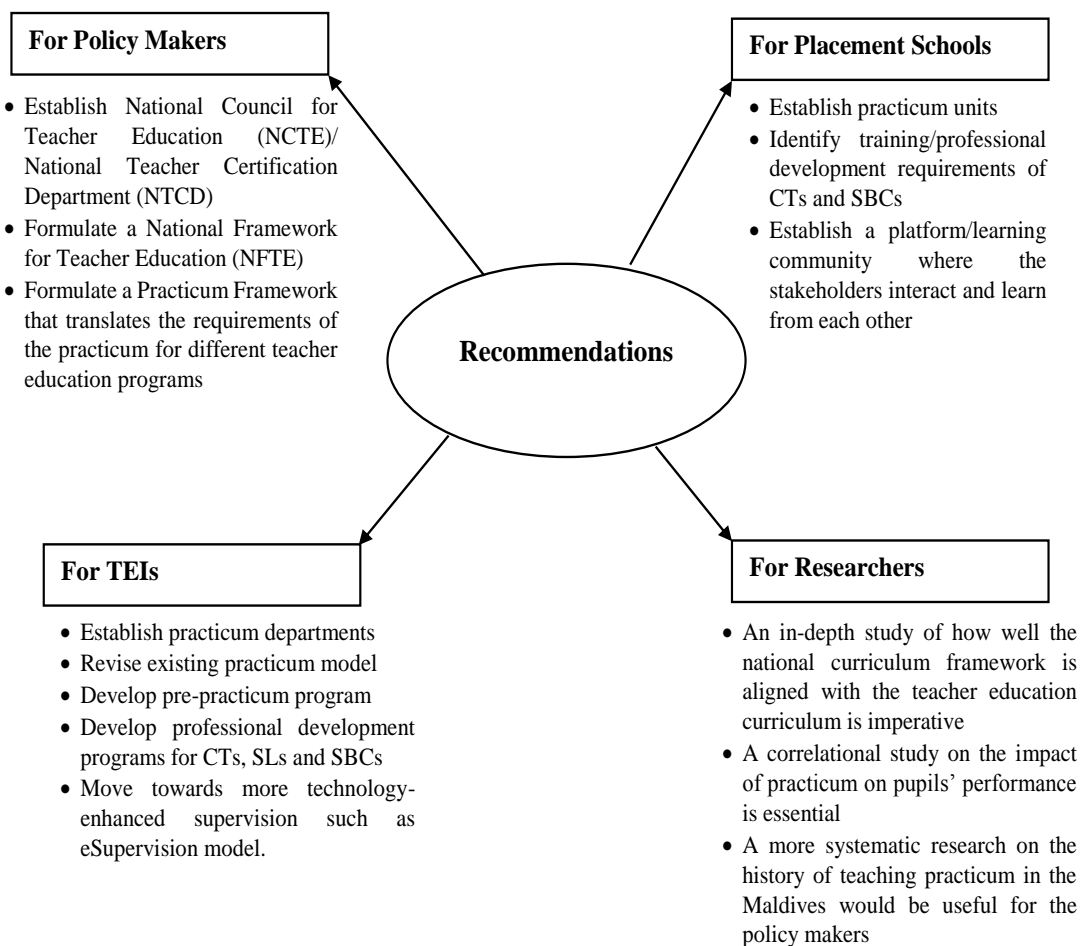 For Policy Makers
• Establish National Council for
Teacher Education (NCTE)/
National Teacher Certification
Department (NTCD)
• Formulate a National Framework
for Teacher Education (NFTE)
• Formulate a Practicum Framework
that translates the requirements of
the practicum for different teacher
education programs
For Placement Schools
• Establish practicum units
• Identify training/professional
development requirements of
CTs and SBCs
• Establish a platform/learning
community where the
stakeholders interact and learn
from each other
Recommendations
For TEIs
• Establish practicum departments
• Revise existing practicum model
• Develop pre-practicum program
• Develop professional development
programs for CTs, SLs and SBCs
• Move towards more technology-
enhanced supervision such as
eSupervision model.
For Researchers
• An in-depth study of how well the
national curriculum framework is
aligned with the teacher education
curriculum is imperative
• A correlational study on the impact
of practicum on pupils’ performance
is essential
• A more systematic research on the
history of teaching practicum in the
Maldives would be useful for the
policy makers